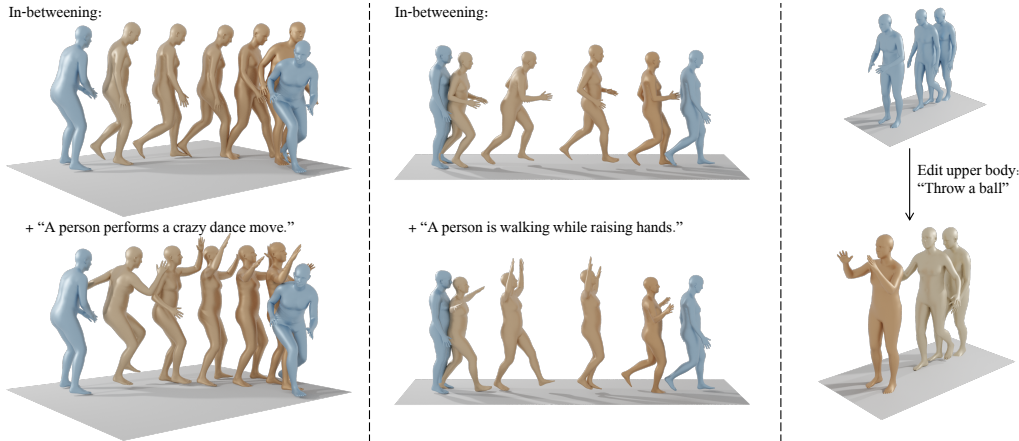 In-betweening:
+ “A person performs a crazy dance move.”
In-betweening:
+ “A person is walking while raising hands.”
Edit upper body:
“Throw a ball”